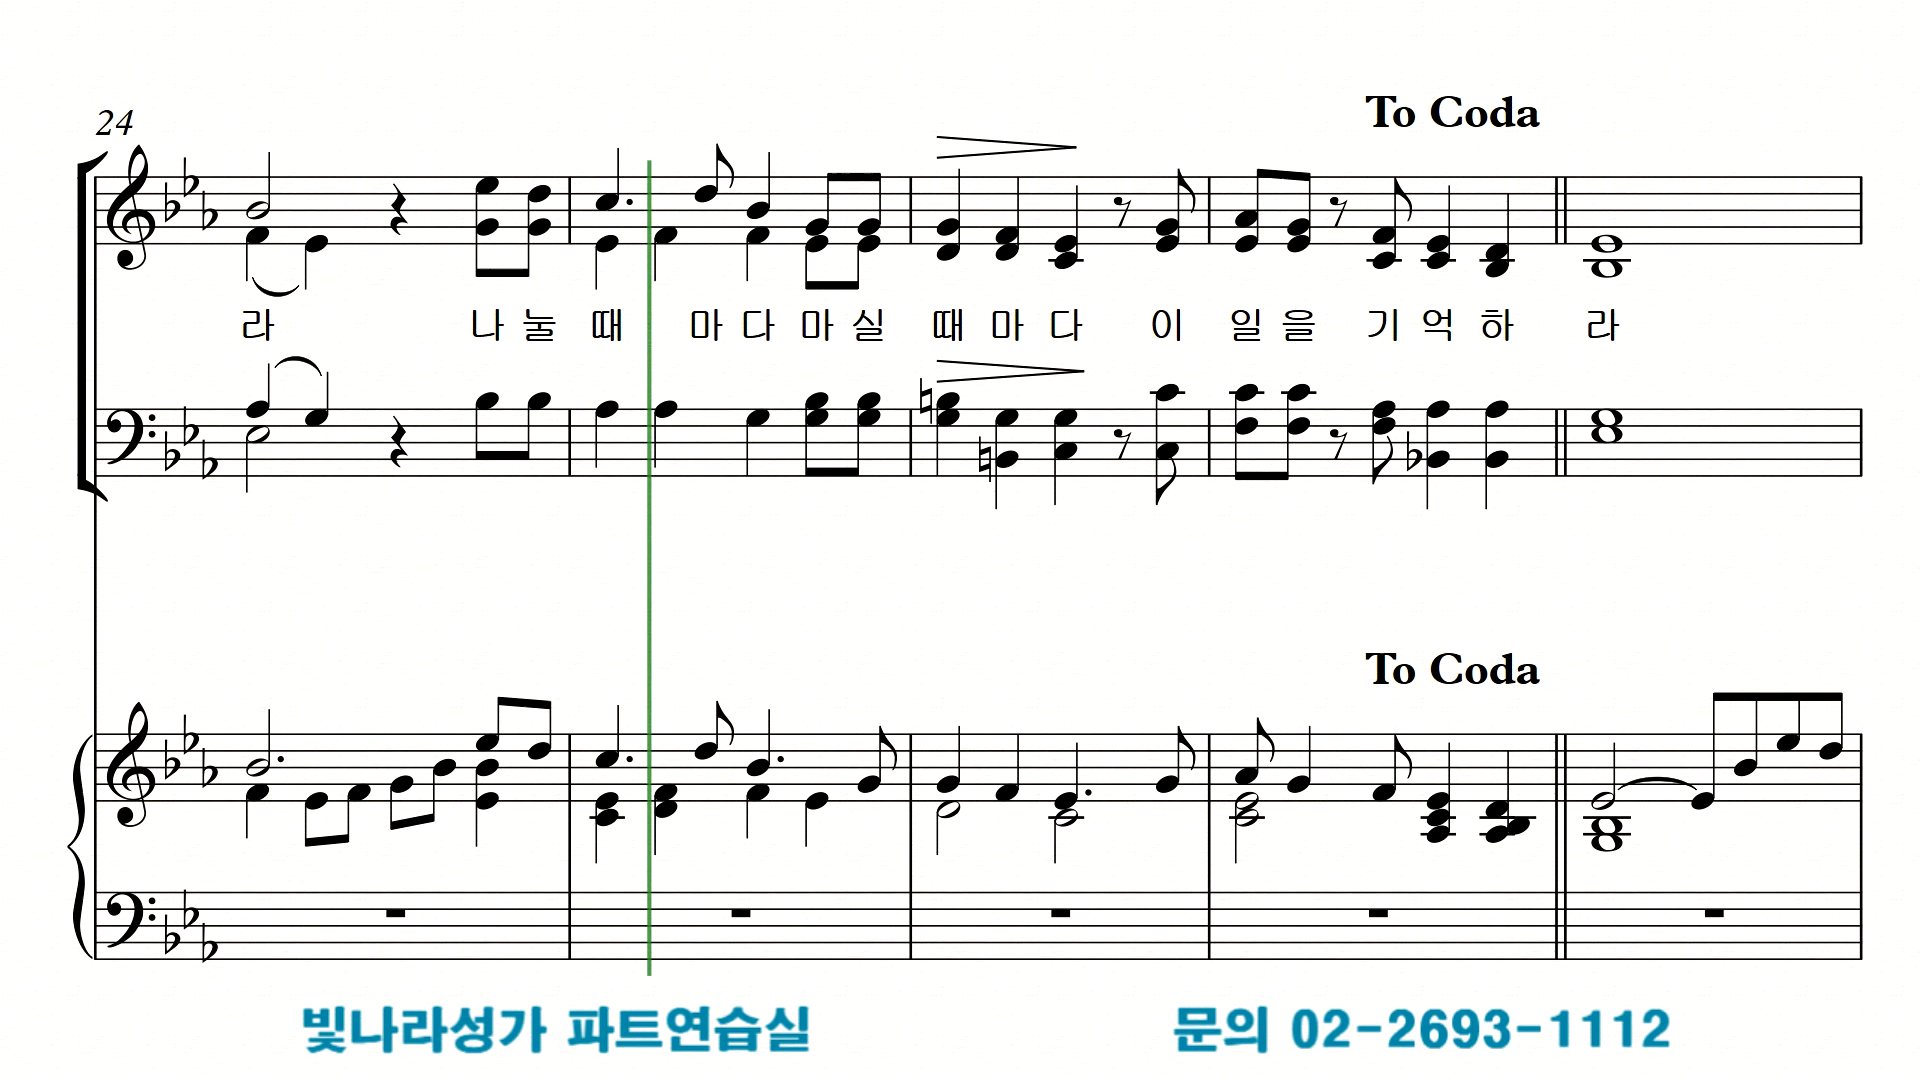 To Coda
24
라 나 눌 때 마 다 마 실 때 마 다 이 일 을 기 억 하 라
To Coda
빛나라성가 파트연습실 문의 02-2693-1112